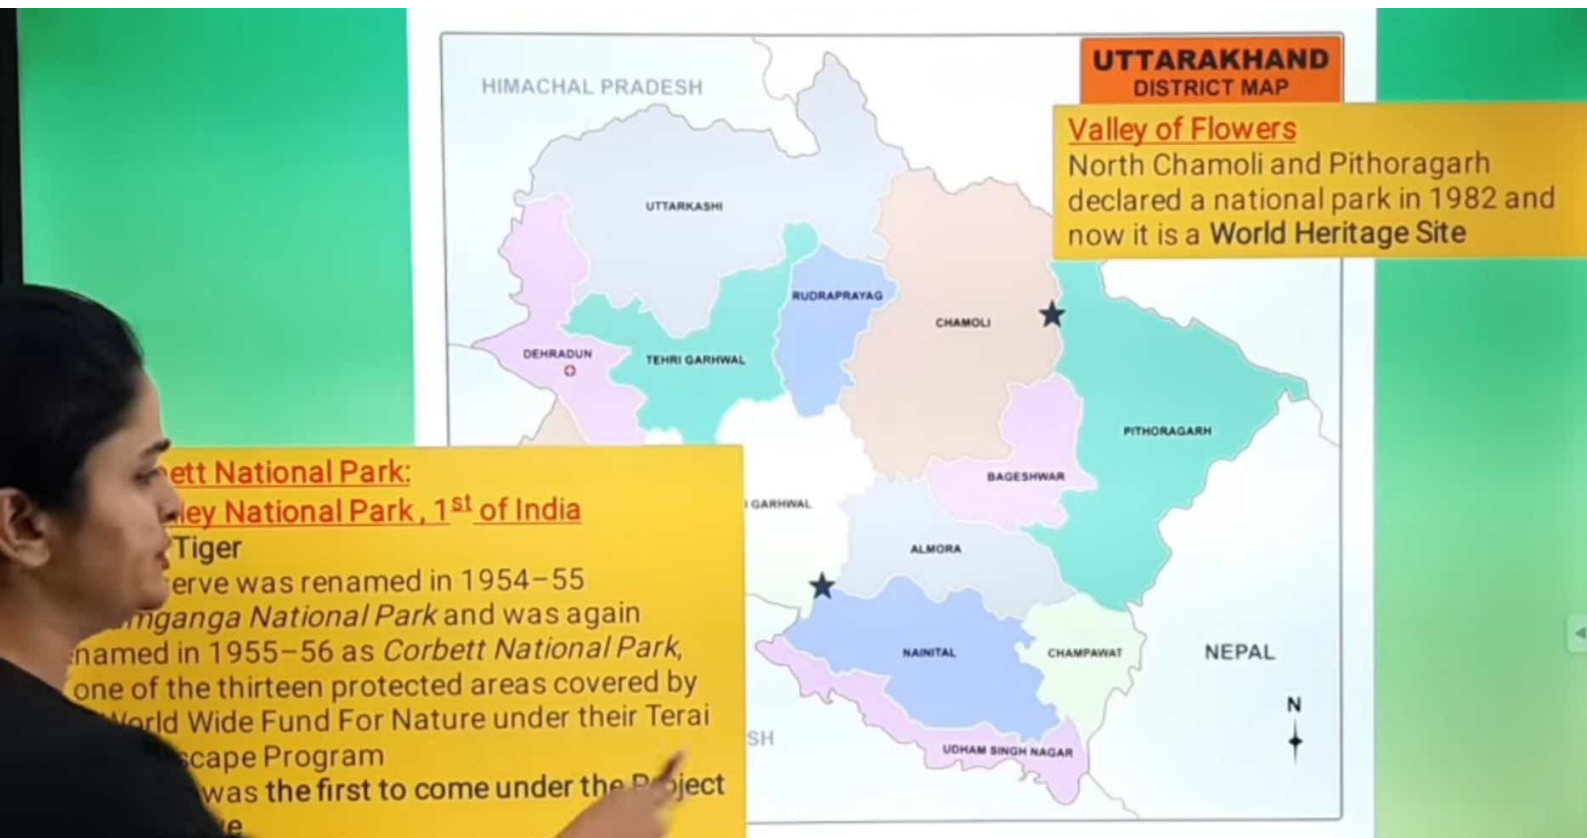 HIMACHAL PRADESH
UTTARAKHAND
DISTRICT MAP
Valley of Flowers
North Chamoli and Pithoragarh
declared a national park in 1982 and
now it is a World Heritage Site
UTTARKASHI
RUDRAPRAYAG
CHAMOLI
DEHRADUN
TEHRI GARHWAL
PITHORAGARH
BAGESHWAR
GARHWAL
ALMORA
NAINITAL
CHAMPAWAT
NEPAL
N
UDHAM SINGH NAGAR
SH
ett National Park:
ley National Park, 1st of India
Tiger
erve was renamed in 1954–55
mganga National Park and was again
named in 1955–56 as Corbett National Park,
one of the thirteen protected areas covered by
World Wide Fund For Nature under their Terai
scape Program
was the first to come under the Project